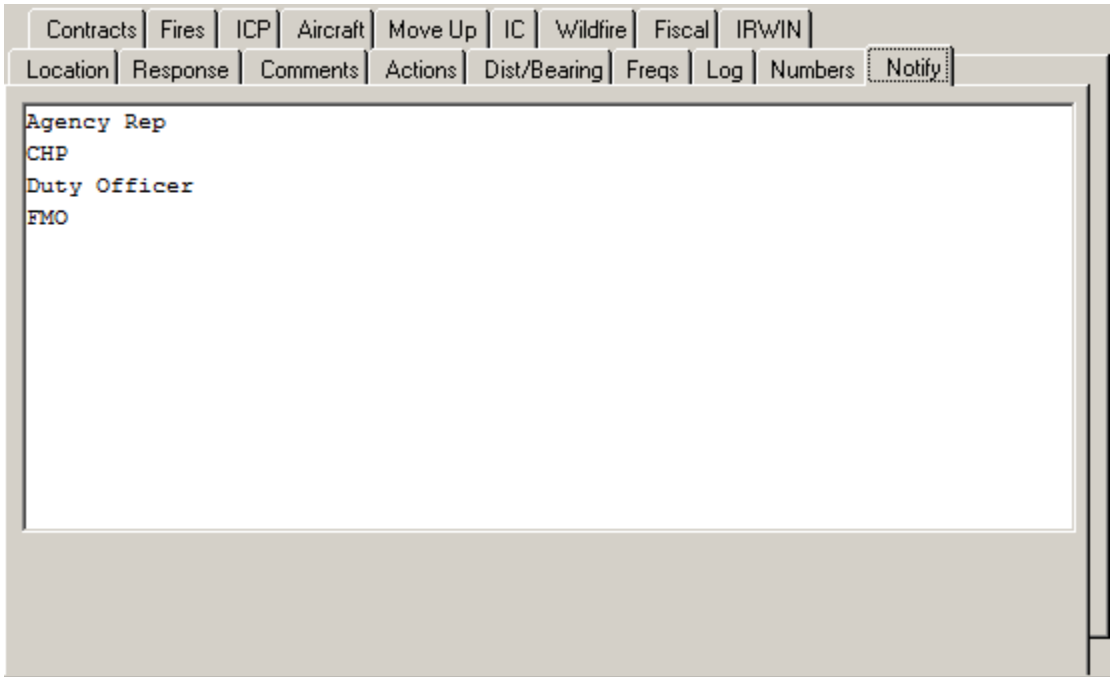 Contracts Fires ICP Aircraft Move Up IC Wildfire Fiscal IRWIN
Location Response Comments Actions Dist/Bearing Freqs Log Numbers Notify
Agency Rep
CHP
Duty Officer
FMO